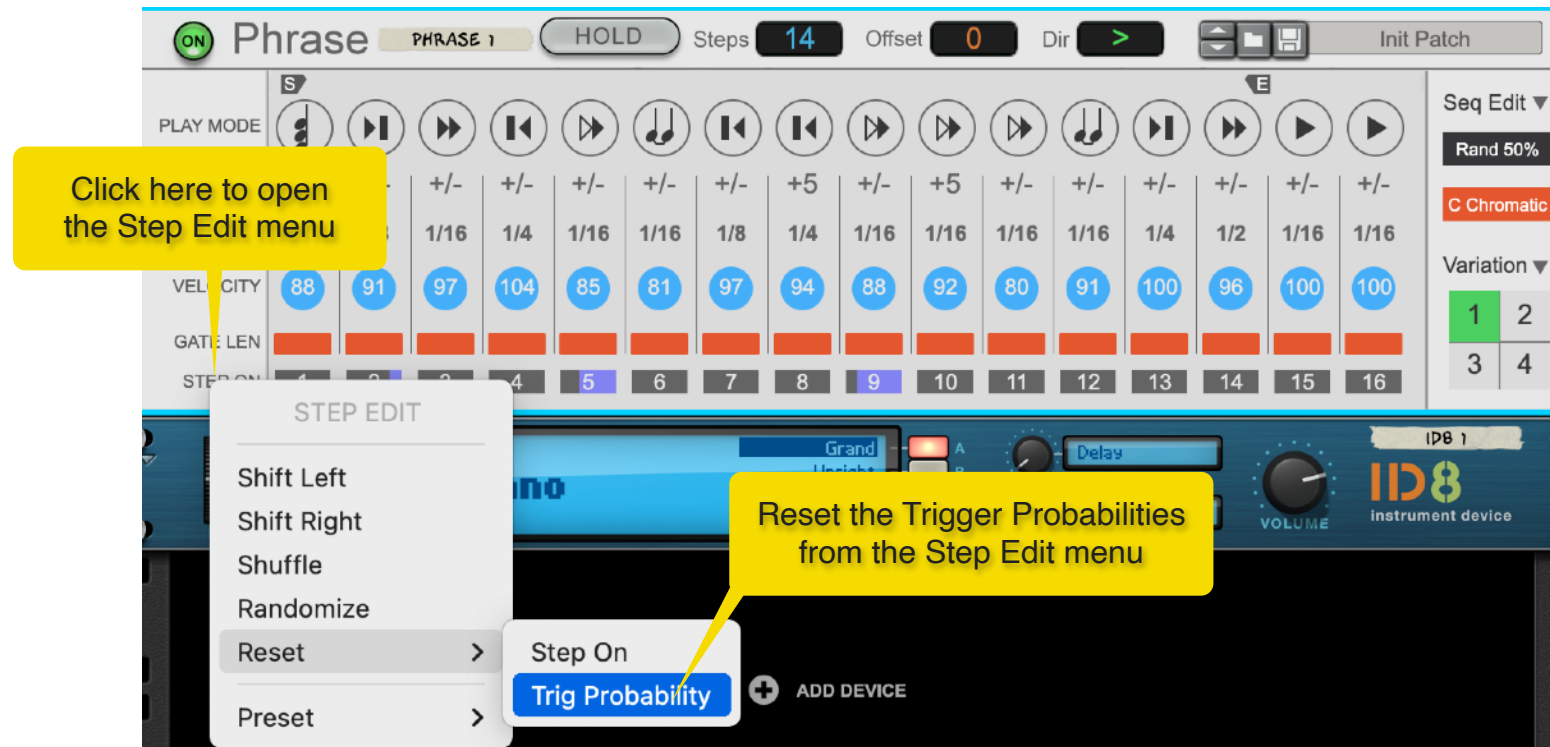 ON Phrase PHRASE 1 HOLD Steps 14 Offset 0 Dir > Init Patch
S E
PLAY MODE
Seq Edit
Rand 50%
Click here to open
the Step Edit menu
+/- +/- +/- +/- +/- +5 +/- +5 +/- +/- +/- +/- +/- +/-
C Chromatic
1/16 1/4 1/16 1/16 1/8 1/4 1/16 1/16 1/16 1/16 1/4 1/2 1/16 1/16
Variation
VELOCITY 88 91 97 104 85 81 97 94 88 92 80 91 100 96 100 100
1 2
GATE LEN
3 4
STEP ON 1 2 3 4 5 6 7 8 9 10 11 12 13 14 15 16
STEP EDIT
Shift Left
Shift Right
Shuffle
Randomize
Reset >
Preset >
Step On
Trig Probability
Grand A
Delay
ID8 1
ID8
instrument device
VOLUME
Reset the Trigger Probabilities
from the Step Edit menu
ADD DEVICE